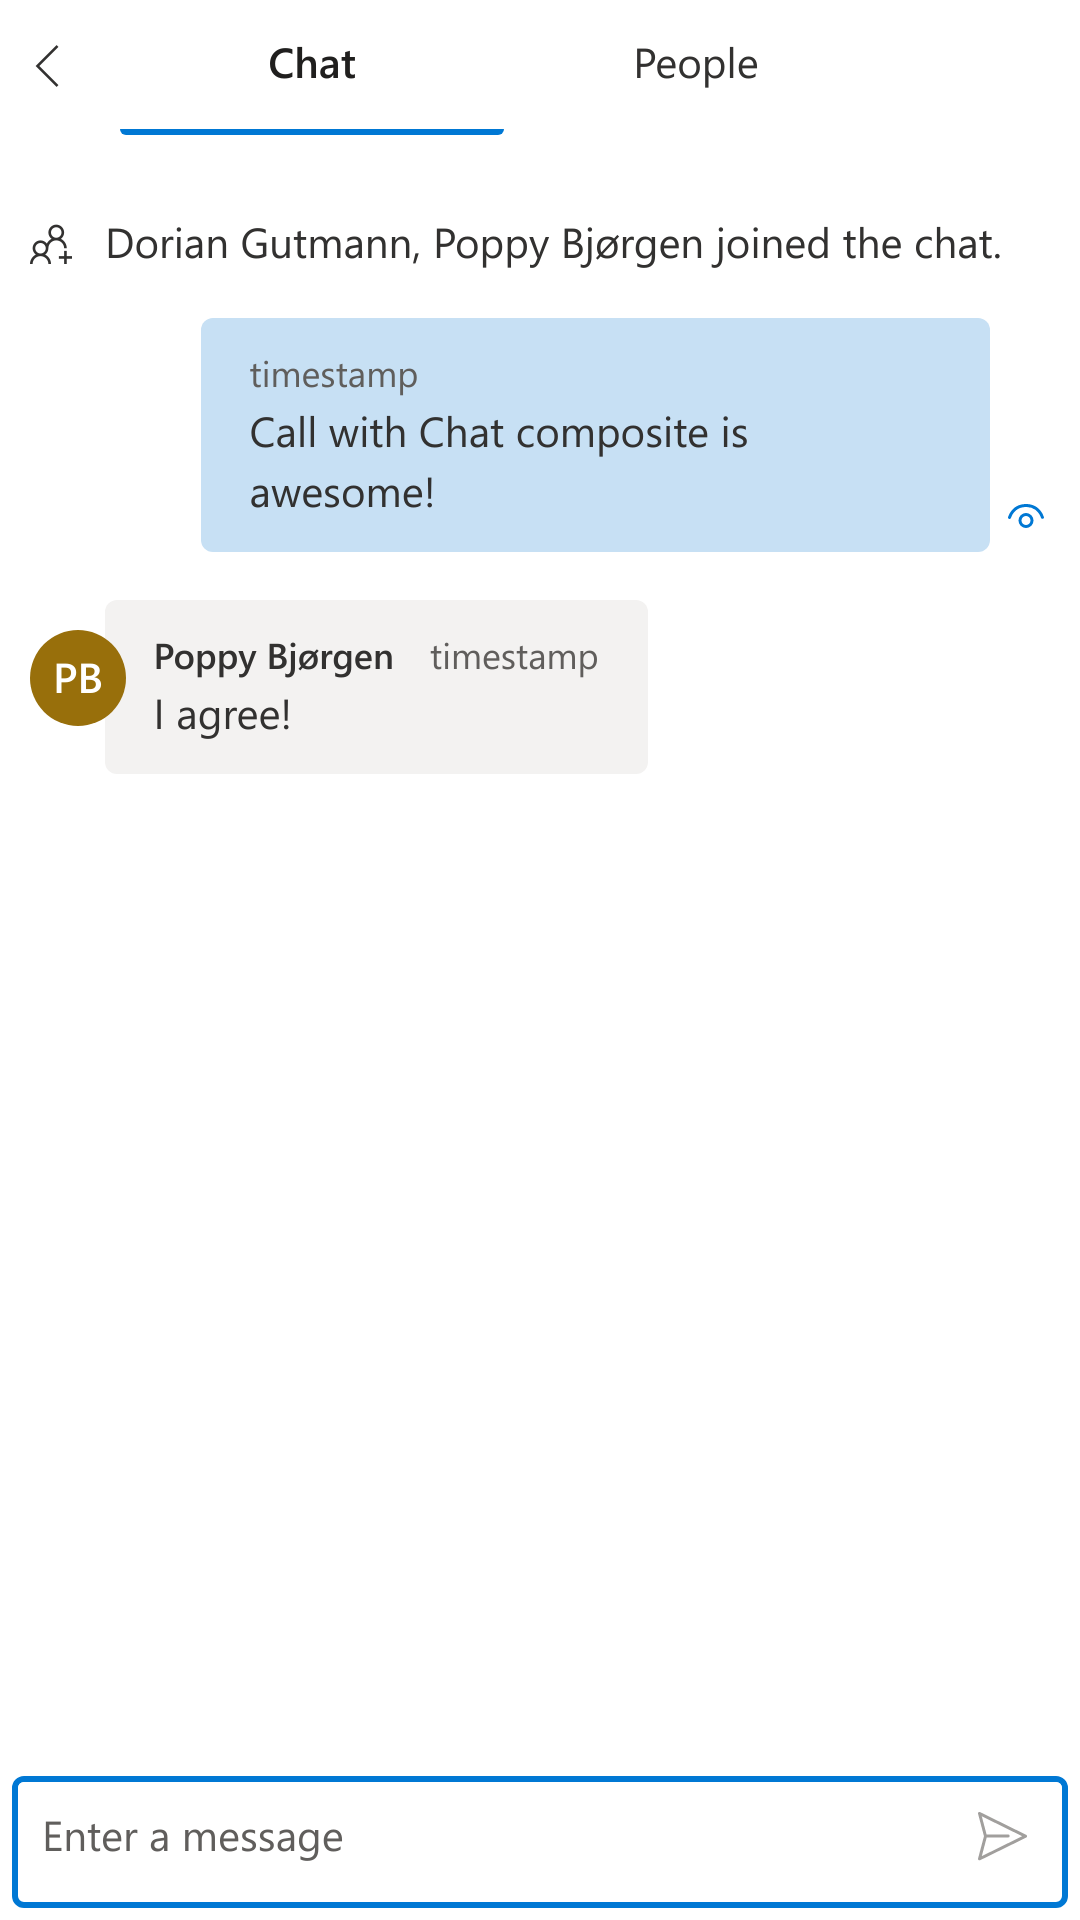 Chat
People
Dorian Gutmann, Poppy Bjørgen joined the chat.
timestamp
Call with Chat composite is
awesome!
PB
Poppy Bjørgen timestamp
I agree!
Enter a message